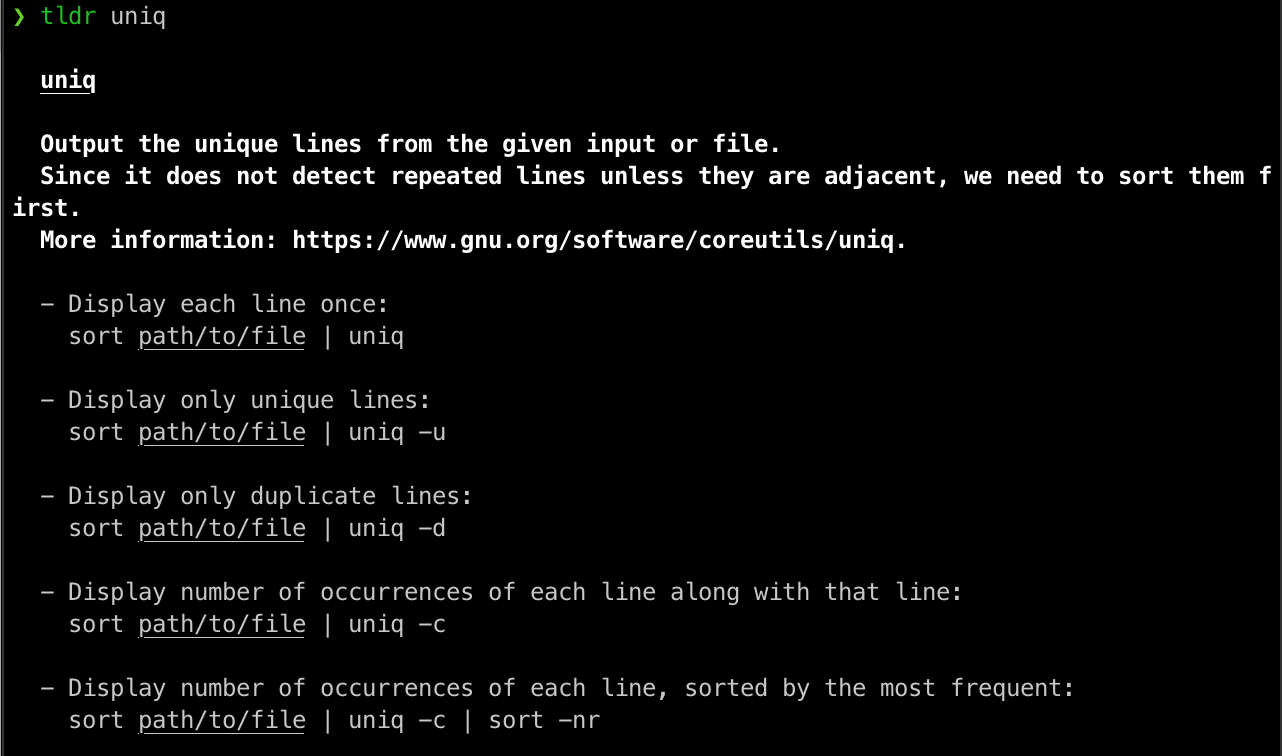 ❯ tldr uniq
uniq
Output the unique lines from the given input or file.
Since it does not detect repeated lines unless they are adjacent, we need to sort them f
irst.
More information: https://www.gnu.org/software/coreutils/uniq.
- Display each line once:
sort path/to/file | uniq
- Display only unique lines:
sort path/to/file | uniq -u
- Display only duplicate lines:
sort path/to/file | uniq -d
- Display number of occurrences of each line along with that line:
sort path/to/file | uniq -c
- Display number of occurrences of each line, sorted by the most frequent:
sort path/to/file | uniq -c | sort -nr